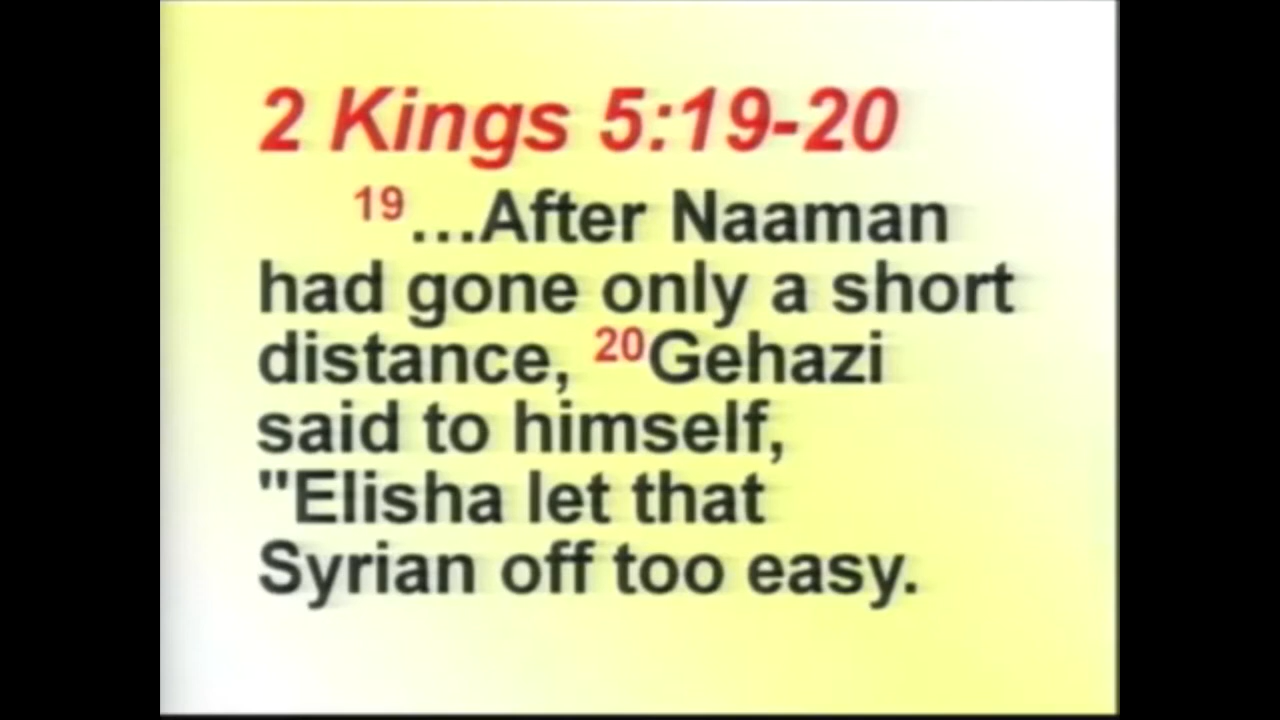 2 Kings 5:19-20
19...After Naaman
had gone only a short
distance, 20Gehazi
said to himself,
"Elisha let that
Syrian off too easy.